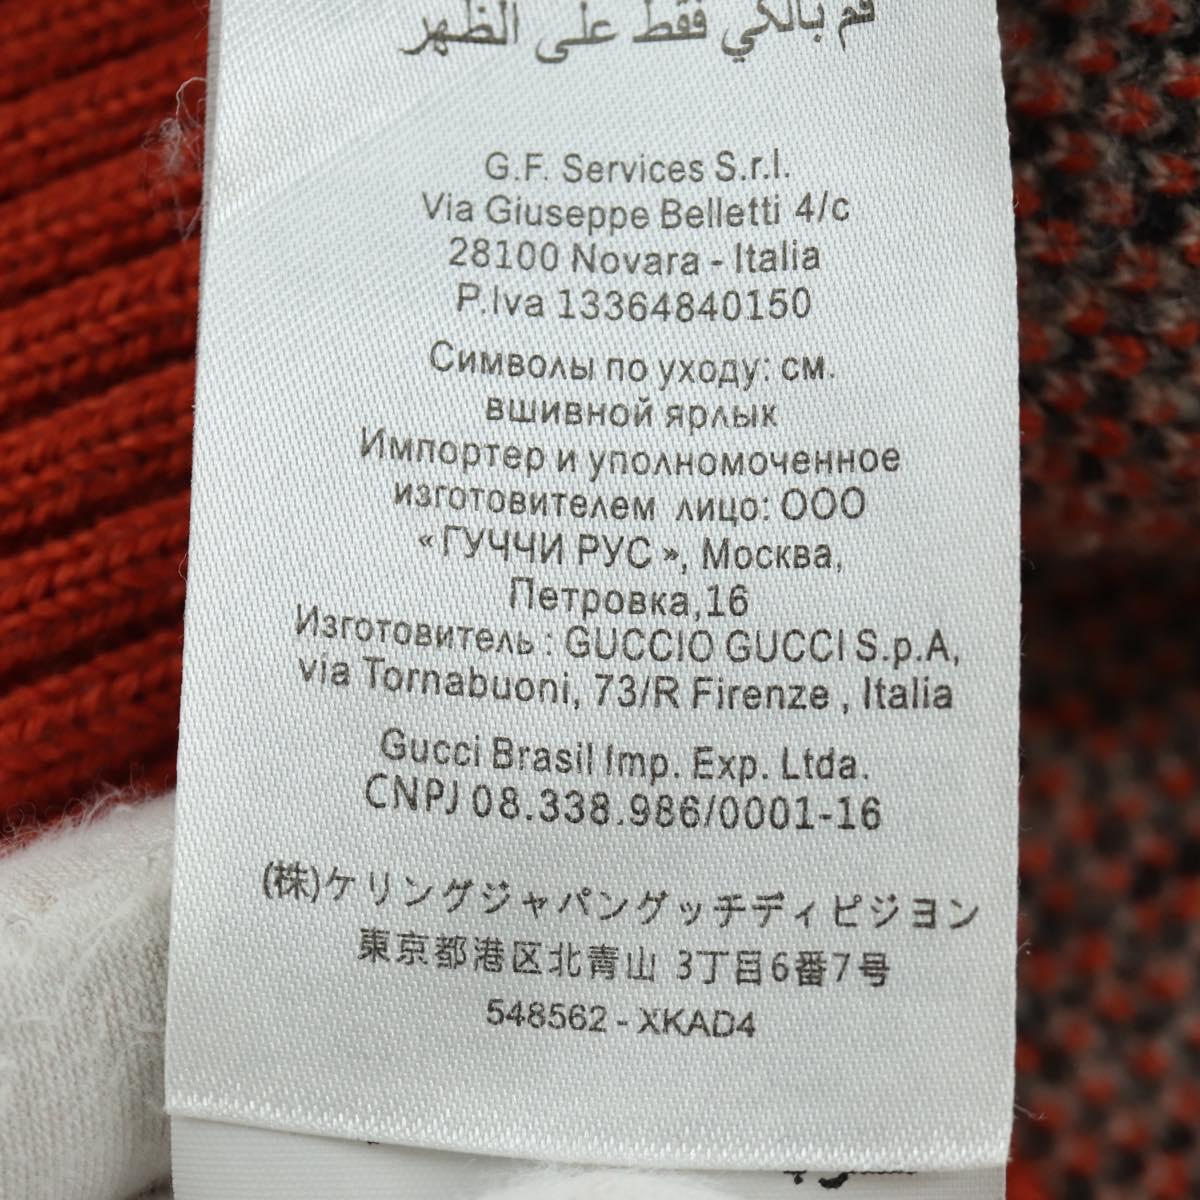 قم بالكي فقط على الظهر
G.F. Services S.r.l.
Via Giuseppe Belletti 4/c
28100 Novara - Italia
P.Iva 13364840150
Символы по уходу: см.
вшивной ярлык
Импортер и уполномоченное
изготовителем лицо: ООО
«ГУЧЧИ РУС», Москва,
Петровка,16
Изготовитель : GUCCIO GUCCI S.p.A,
via Tornabuoni, 73/R Firenze , Italia
Gucci Brasil Imp. Exp. Ltda.
CNPJ 08.338.986/0001-16
(株)ケリングジャパングッチディビジョン
東京都港区北青山 3丁目6番7号
548562 - XKAD4